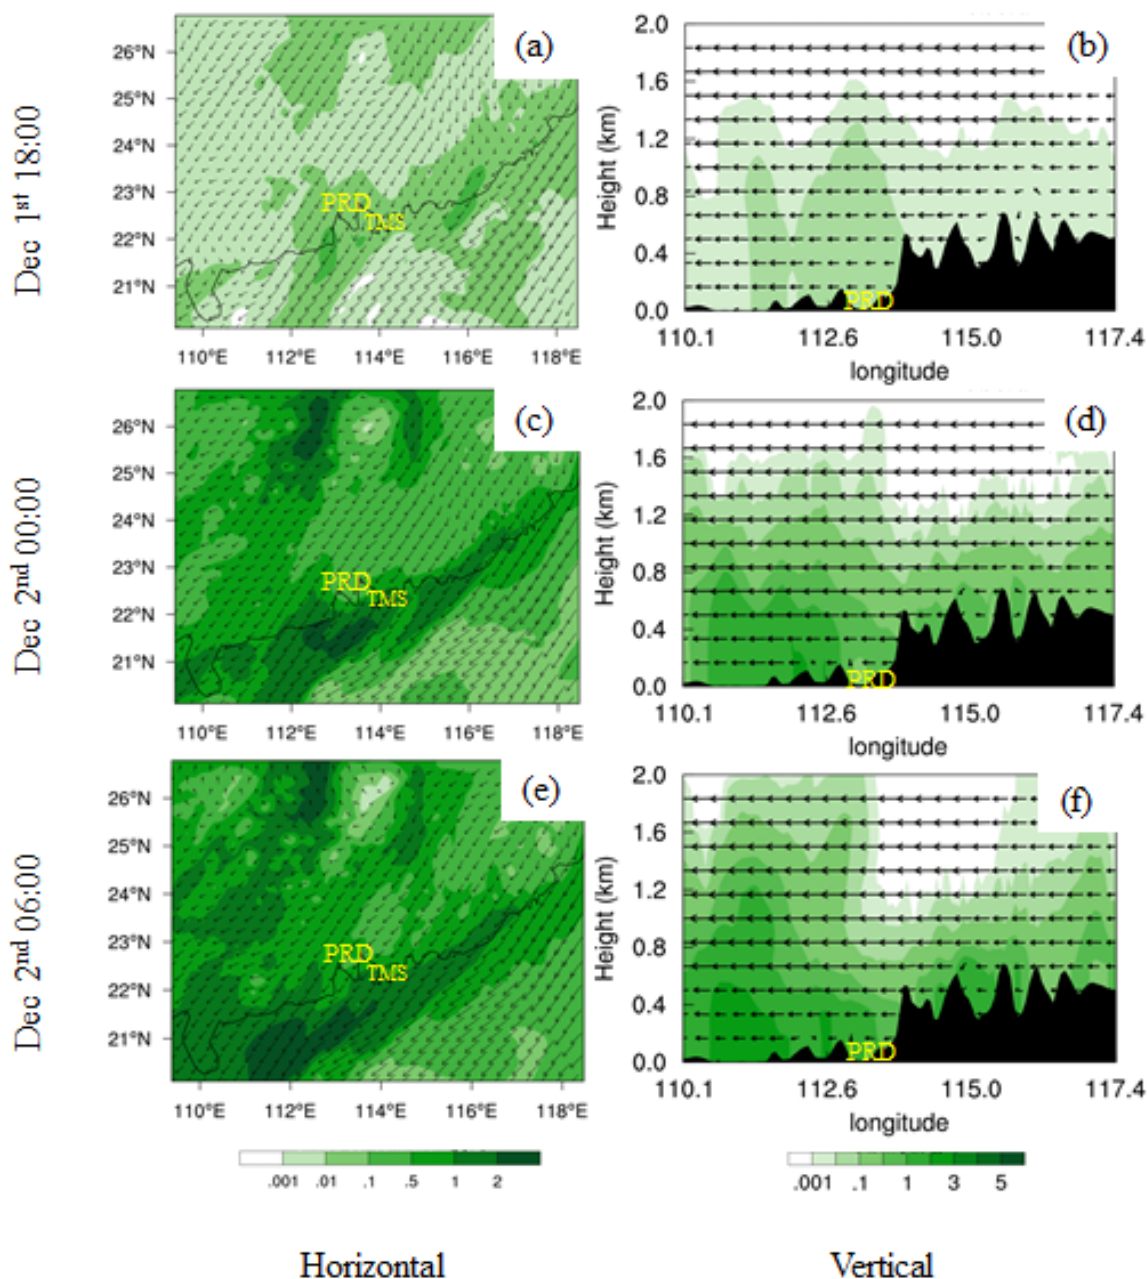 Dec 1st 18:00
(a)
26°N
25°N
24°N
23°N
22°N
21°N
PRD
TMS
110°E 112°E 114°E 116°E 118°E
(b)
Height (km)
2.0
1.6
1.2
0.8
0.4
0.0
PRD
110.1 112.6 115.0 117.4
longitude
Dec 2nd 00:00
(c)
26°N
25°N
24°N
23°N
22°N
21°N
PRD
TMS
110°E 112°E 114°E 116°E 118°E
(d)
Height (km)
2.0
1.6
1.2
0.8
0.4
0.0
PRD
110.1 112.6 115.0 117.4
longitude
Dec 2nd 06:00
(e)
26°N
25°N
24°N
23°N
22°N
21°N
PRD
TMS
110°E 112°E 114°E 116°E 118°E
(f)
Height (km)
2.0
1.6
1.2
0.8
0.4
0.0
PRD
110.1 112.6 115.0 117.4
longitude
.001 .01 .1 .5 1 2
.001 .1 1 3 5
Horizontal
Vertical